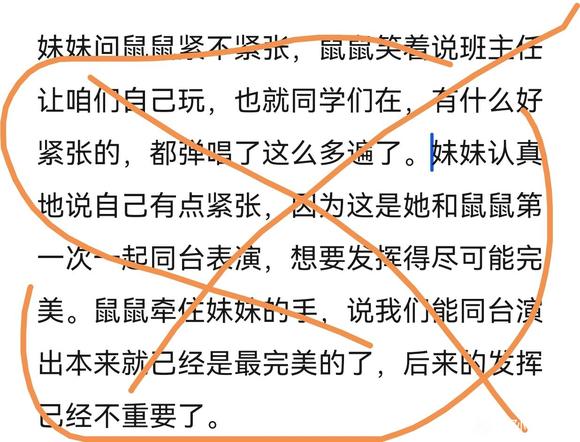 妹妹问鼠鼠紧不紧张，鼠鼠笑着说班主任
让咱们自己玩，也就同学们在，有什么好
紧张的，都弹唱了这么多遍了。妹妹认真
地说自己有点紧张，因为这是她和鼠鼠第
一次一起同台表演，想要发挥得尽可能完
美。鼠鼠牵住妹妹的手，说我们能同台演
出本来就已经是最完美的了，后来的发挥
已经不重要了。